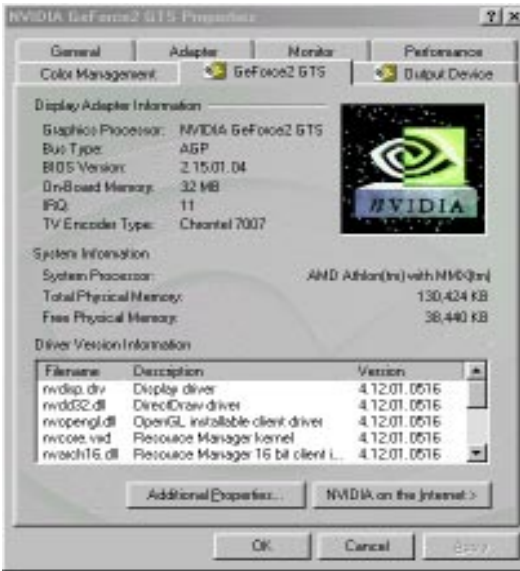 NVIDIA GeForce2 GTS Properties
General Adapter Monitor Performance
Color Management GeForce2 GTS Output Device
Display Adapter Information
Graphics Processor: NVIDIA GeForce2 GTS
Bus Type: AGP
BIOS Version: 2.15.01.04
On-Board Memory: 32 MB
IRQ: 11
TV Encoder Type: Chrontel 7007
NVIDIA
System Information
System Processor: AMD Athlon(tm) with MMX(tm)
Total Physical Memory: 130,424 KB
Free Physical Memory: 38,440 KB
Driver Version Information
Filename Description Version
nvdisp.drv Display driver 4.12.01.0516
nvdd32.dll DirectDraw driver 4.12.01.0516
nvopengl.dll OpenGL installable client driver 4.12.01.0516
nvcore.vxd Resource Manager kernel 4.12.01.0516
nvarch16.dll Resource Manager 16 bit client i... 4.12.01.0516
Additional Properties... NVIDIA on the Internet >
OK Cancel Apply